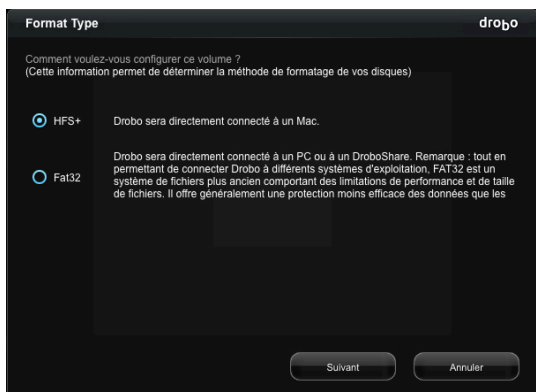 Format Type
drobo
Comment voulez-vous configurer ce volume ?
(Cette information permet de déterminer la méthode de formatage de vos disques)
HFS+
Drobo sera directement connecté à un Mac.
Fat32
Drobo sera directement connecté à un PC ou à un DroboShare. Remarque : tout en
permettant de connecter Drobo à différents systèmes d'exploitation, FAT32 est un
système de fichiers plus ancien comportant des limitations de performance et de taille
de fichiers. Il offre généralement une protection moins efficace des données que les
Suivant
Annuler